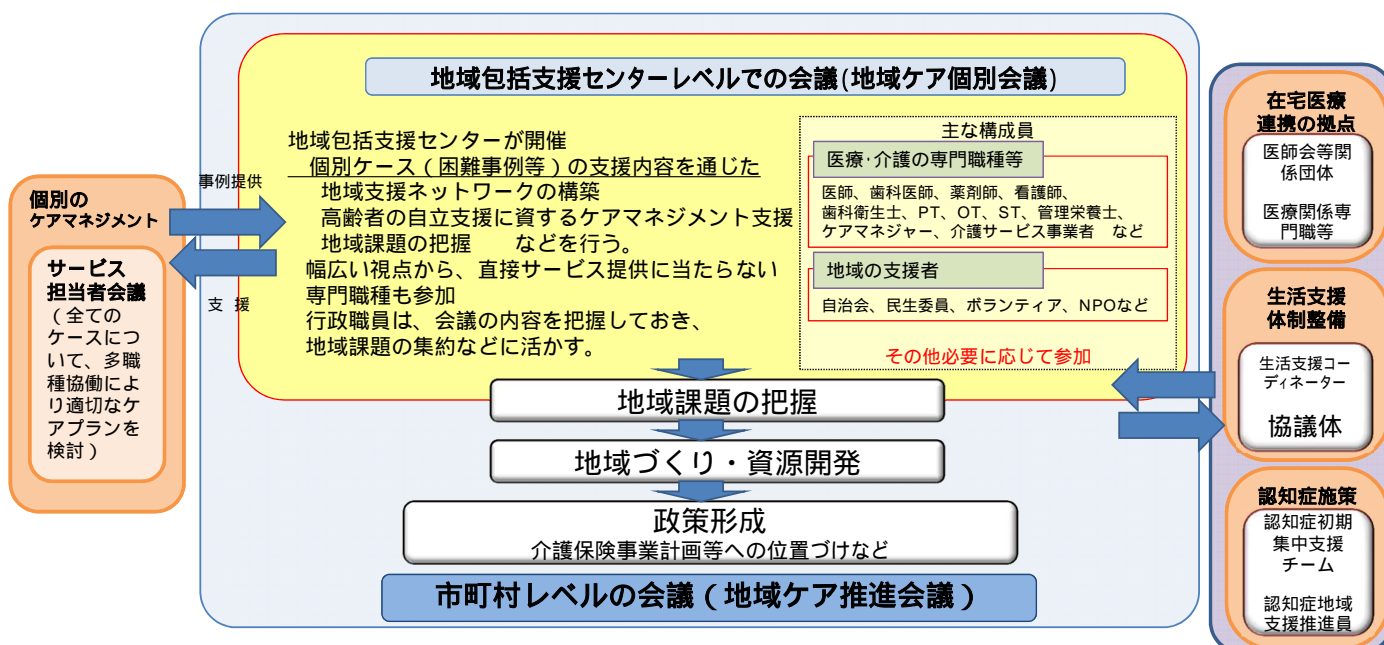 地域包括支援センターレベルでの会議(地域ケア個別会議)
地域包括支援センターが開催
個別ケース(困難事例等)の支援内容を通じた
地域支援ネットワークの構築
高齢者の自立支援に資するケアマネジメント支援
地域課題の把握 などを行う。
幅広い視点から、直接サービス提供に当たらない
専門職種も参加
行政職員は、会議の内容を把握しておき、
地域課題の集約などに活かす。
主な構成員
医療・介護の専門職種等
医師、歯科医師、薬剤師、看護師、
歯科衛生士、PT、OT、ST、管理栄養士、
ケアマネジャー、介護サービス事業者 など
地域の支援者
自治会、民生委員、ボランティア、NPOなど
その他必要に応じて参加
事例提供
支 援
個別の
ケアマネジメント
サービス
担当者会議
(全ての
ケースにつ
いて、多職
種協働によ
り適切なケ
アプランを
検討)
地域課題の把握
地域づくり・資源開発
政策形成
介護保険事業計画等への位置づけなど
市町村レベルの会議(地域ケア推進会議)
在宅医療
連携の拠点
医師会等関
係団体
医療関係専
門職等
生活支援
体制整備
生活支援コー
ディネーター
協議体
認知症施策
認知症初期
集中支援
チーム
認知症地域
支援推進員